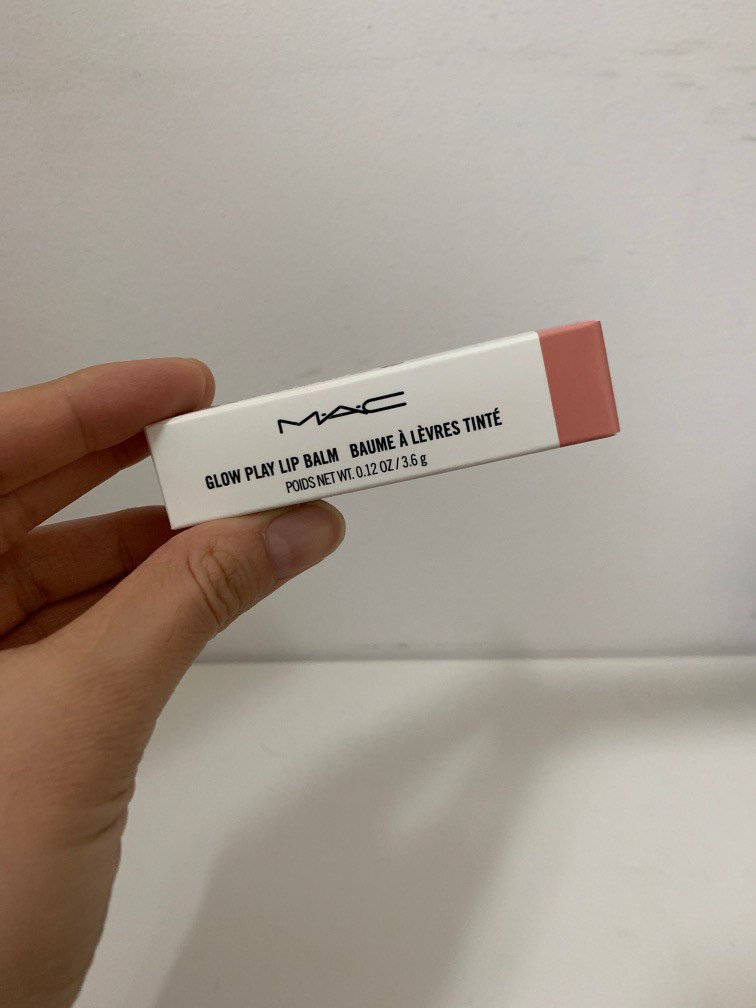 M·A·C
GLOW PLAY LIP BALM BAUME À LÈVRES TINTÉ
POIDS NET WT. 0.12 OZ / 3.6 g